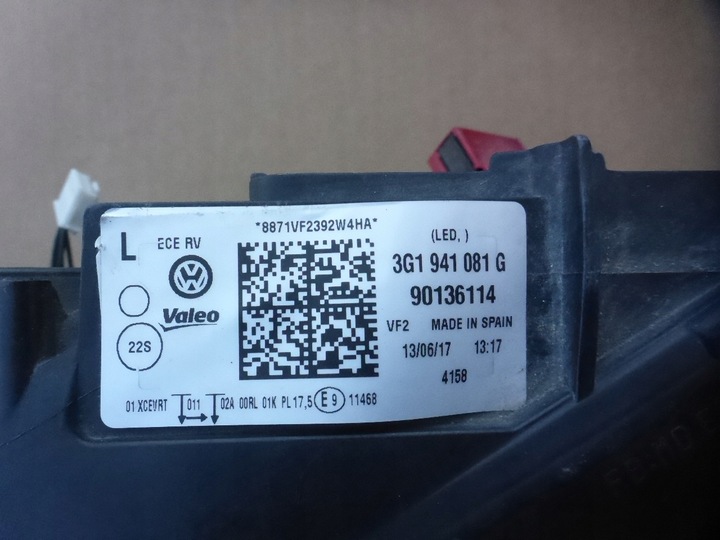 *8871VF2392W4HA*
L ECE RV
(LED, )
3G1 941 081 G
90136114
Valeo
VF2 MADE IN SPAIN
22S
13/06/17 13:17
4158
01 XCEVRT 011 02A 00RL 01K PL17,5 E 9 11468